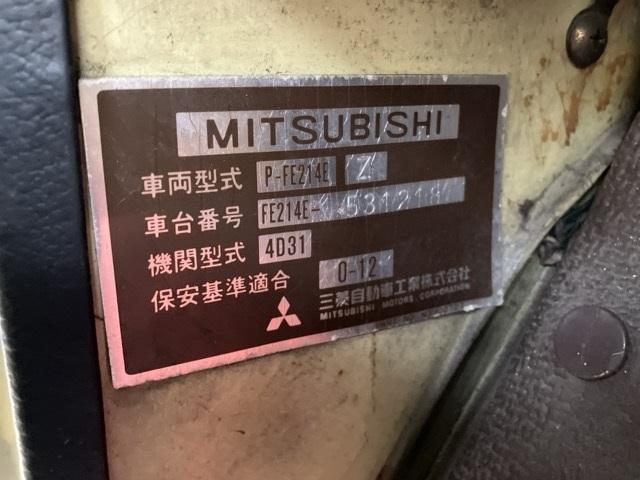 MITSUBISHI
車両型式 P-FE214E Z
車台番号 FE214E-
機関型式 4D31
保安基準適合 0-12
三菱自動車工業株式会社
MITSUBISHI MOTORS CORPORATION